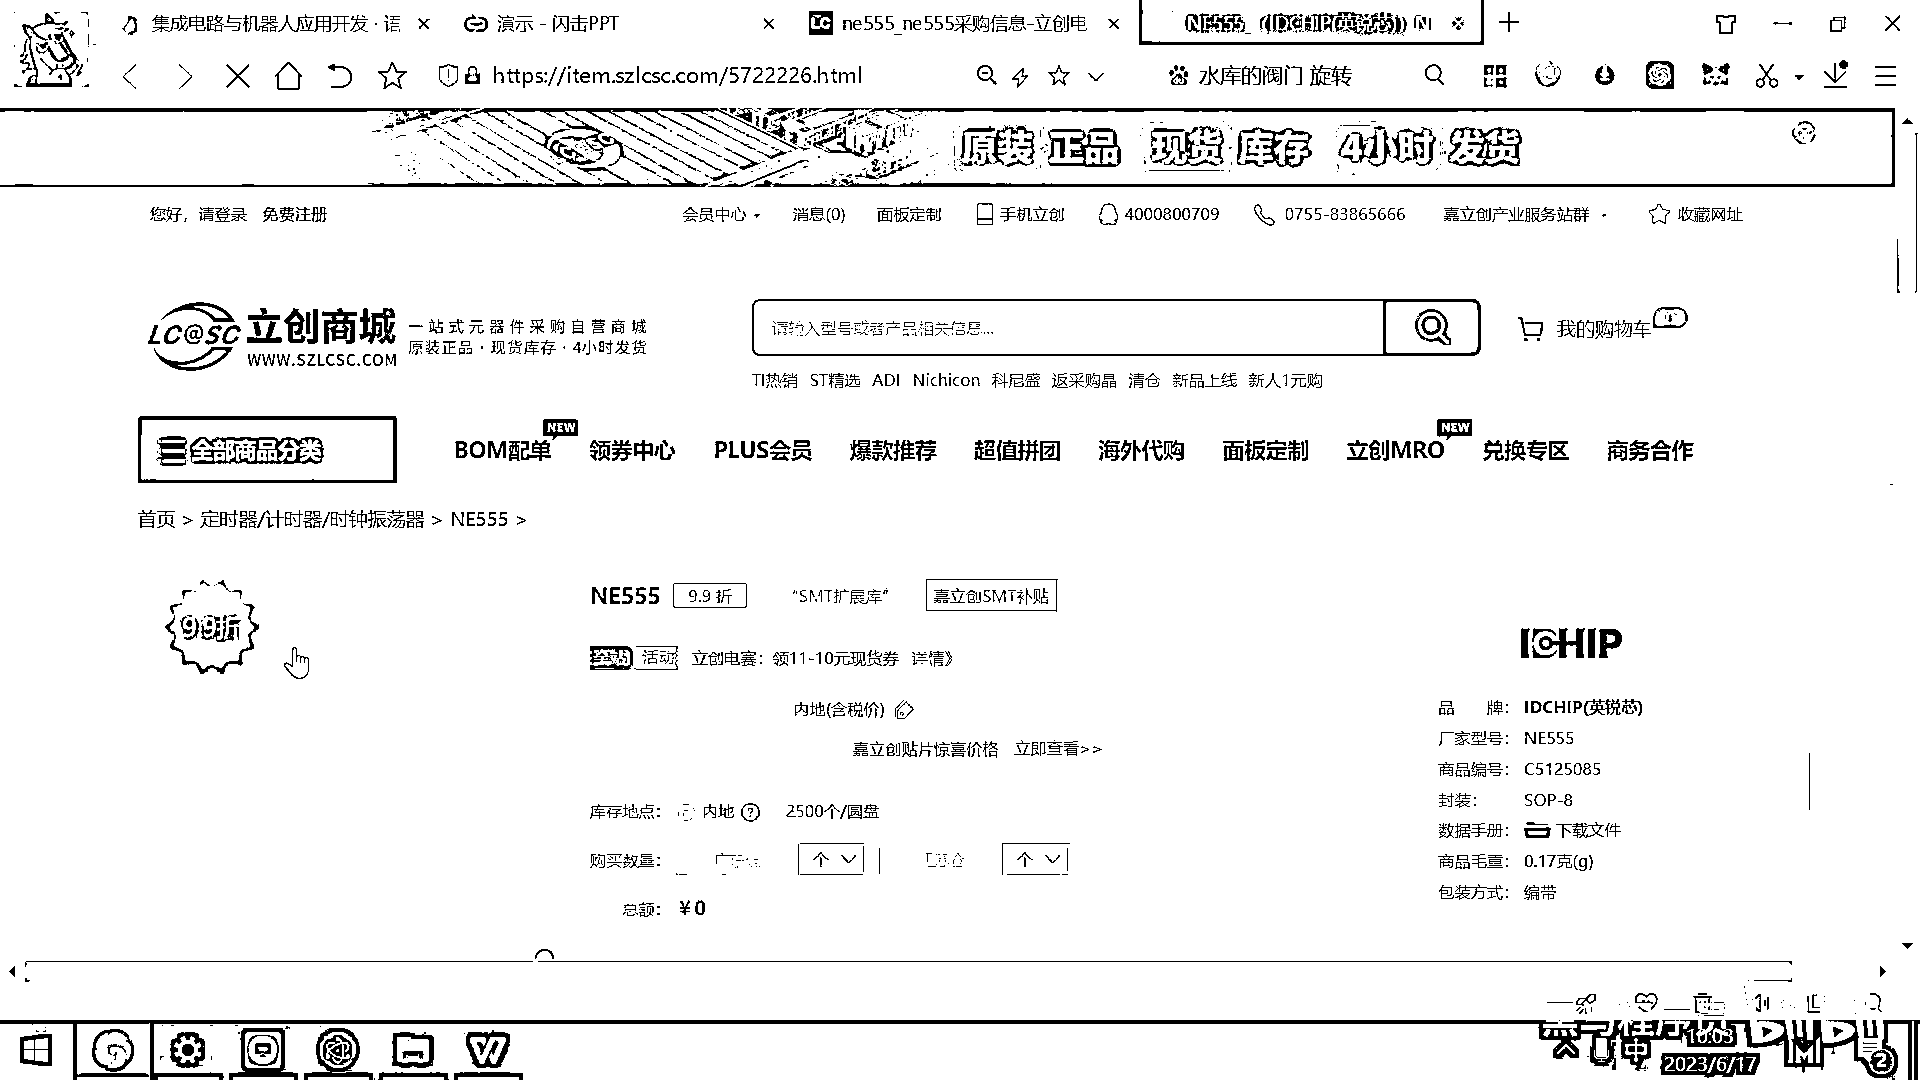 集成电路与机器人应用开发 · 语
演示 - 闪击PPT
ne555_ne555采购信息-立创电
NE555_ (IDCHIP(英锐芯)) NI
https://item.szlcsc.com/5722226.html
水库的阀门 旋转
原装 正品 现货 库存 4小时 发货
您好，请登录 免费注册
会员中心
消息(0)
面板定制
手机立创
4000800709
0755-83865666
嘉立创产业服务站群
收藏网址
LC@SC 立创商城
WWW.SZLCSC.COM
一站式元器件采购自营商城
原装正品 · 现货库存 · 4小时发货
请输入型号或者产品相关信息...
我的购物车
TI热销 ST精选 ADI Nichicon 科尼盛 返采购晶 清仓 新品上线 新人1元购
全部商品分类
BOM配单 NEW 领券中心 PLUS会员 爆款推荐 超值拼团 海外代购 面板定制 立创MRO NEW 兑换专区 商务合作
首页 > 定时器/计时器/时钟振荡器 > NE555 >
99折
NE555 9.9 折 “SMT扩展库” 嘉立创SMT补贴
全站 活动 立创电赛：领11-10元现货券 详情》
内地(含税价)
嘉立创贴片惊喜价格 立即查看>>
库存地点： 内地 2500个/圆盘
购买数量： 个 个
总额： ¥0
ICHIP
品 牌： IDCHIP(英锐芯)
厂家型号： NE555
商品编号： C5125085
封装： SOP-8
数据手册： 下载文件
商品毛重： 0.17克(g)
包装方式： 编带
中
10:03
2023/6/17
2